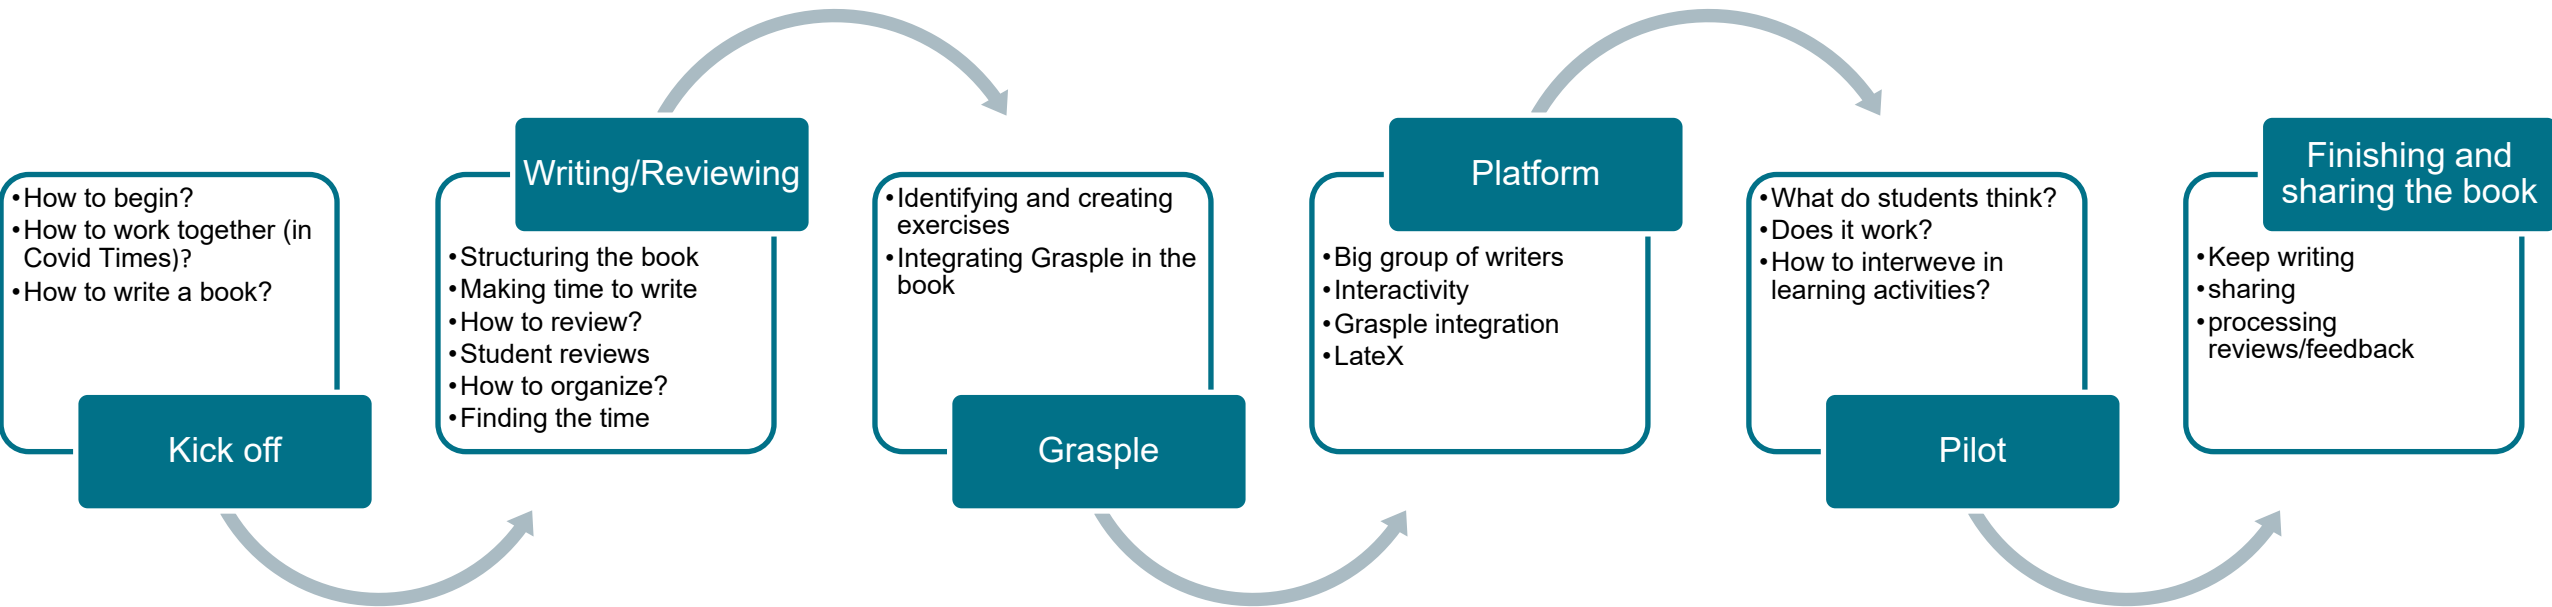 •How to begin?
•How to work together (in
Covid Times)?
•How to write a book?
Kick off
Writing/Reviewing
•Structuring the book
•Making time to write
•How to review?
•Student reviews
•How to organize?
•Finding the time
•Identifying and creating
exercises
•Integrating Grasple in the
book
Grasple
Platform
•Big group of writers
•Interactivity
•Grasple integration
•LateX
•What do students think?
•Does it work?
•How to interweve in
learning activities?
Pilot
Finishing and
sharing the book
•Keep writing
•sharing
•processing
reviews/feedback